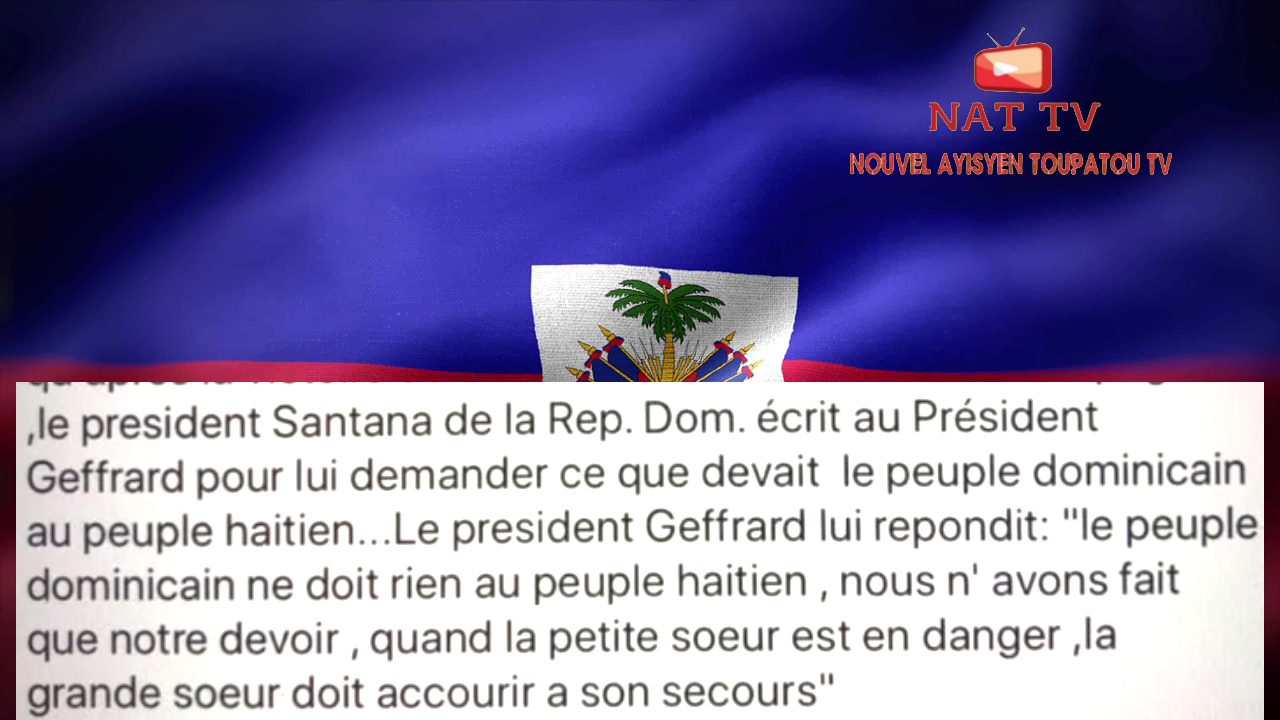 NAT TV
NOUVEL AYISYEN TOUPATOU TV
,le president Santana de la Rep. Dom. écrit au Président
Geffrard pour lui demander ce que devait le peuple dominicain
au peuple haitien...Le president Geffrard lui repondit: "le peuple
dominicain ne doit rien au peuple haitien , nous n' avons fait
que notre devoir , quand la petite soeur est en danger ,la
grande soeur doit accourir a son secours"